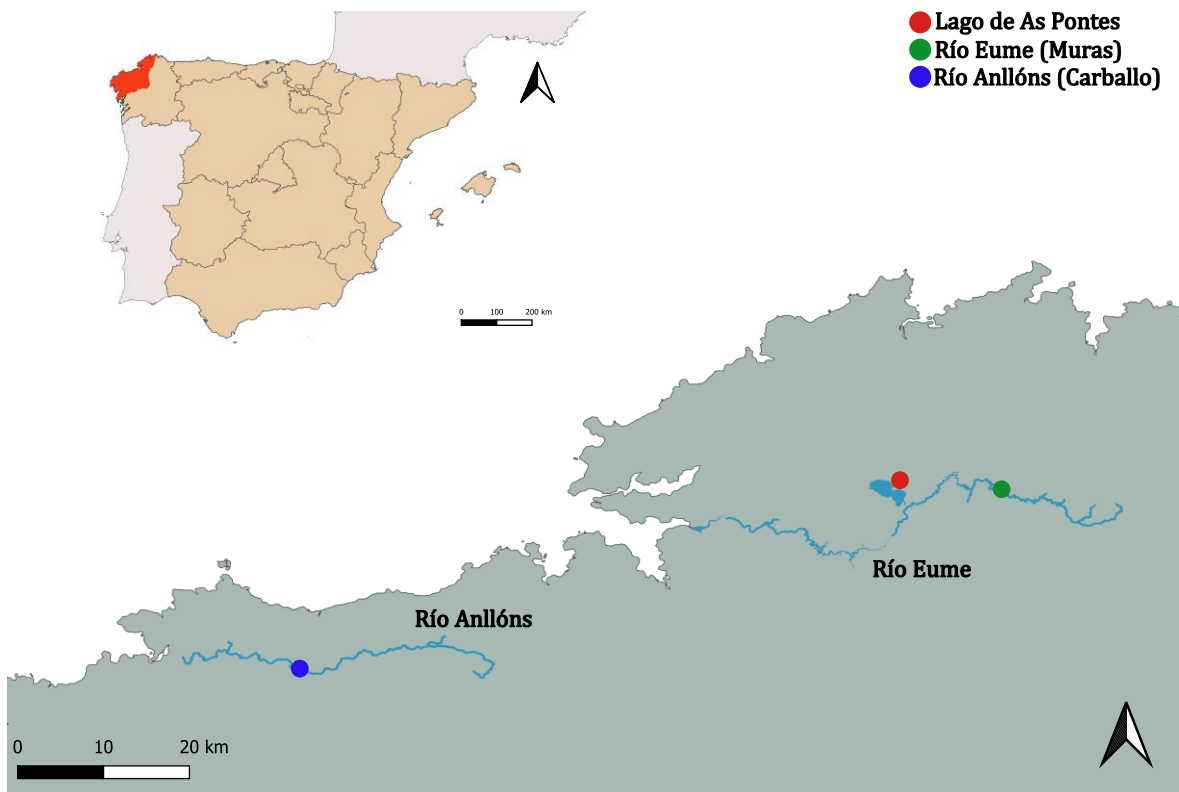 Lago de As Pontes
Río Eume (Muras)
Río Anllóns (Carballo)
0 100 200 km
Río Eume
Río Anllóns
0 10 20 km